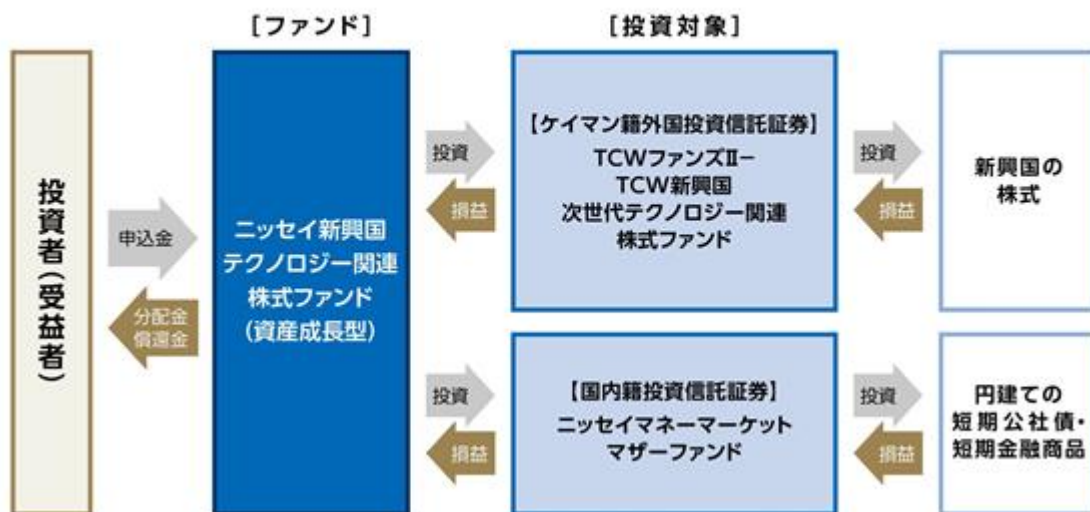 [ファンド]
[投資対象]
投資者(受益者)
申込金
分配金
償還金
ニッセイ新興国
テクノロジー関連
株式ファンド
(資産成長型)
投資
損益
【ケイマン籍外国投資信託証券】
TCWファンズⅡー
TCW新興国
次世代テクノロジー関連
株式ファンド
投資
損益
新興国の
株式
投資
損益
【国内籍投資信託証券】
ニッセイマネーマーケット
マザーファンド
投資
損益
円建ての
短期公社債・
短期金融商品